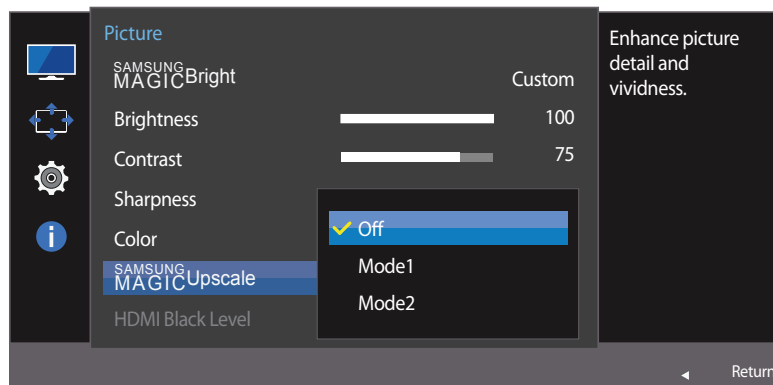 Picture
SAMSUNG
MAGICBright Custom
Brightness 100
Contrast 75
Sharpness
Color
SAMSUNG
MAGICUpscale
HDMI Black Level
Off
Mode1
Mode2
Enhance picture
detail and
vividness.
Return